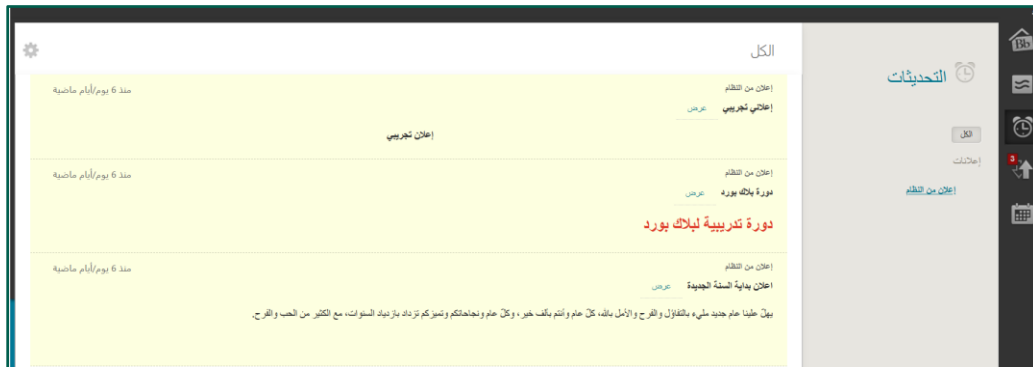 Bb
3
التحديثات
الكل
إعلانات
إعلان من النظام
الكل
إعلان من النظام
منذ 6 يوم/أيام ماضية
إعلاني تجريبي عرض
إعلان تجريبي
إعلان من النظام
منذ 6 يوم/أيام ماضية
دورة بلاك بورد عرض
دورة تدريبية لبلاك بورد
إعلان من النظام
منذ 6 يوم/أيام ماضية
اعلان بداية السنة الجديدة عرض
يهلّ علينا عام جديد مليء بالتفاؤل والفرح والأمل بالله، كلّ عام وأنتم بألف خير، وكلّ عام ونجاحاتكم وتميزكم تزداد بازدياد السنوات، مع الكثير من الحب والفرح.